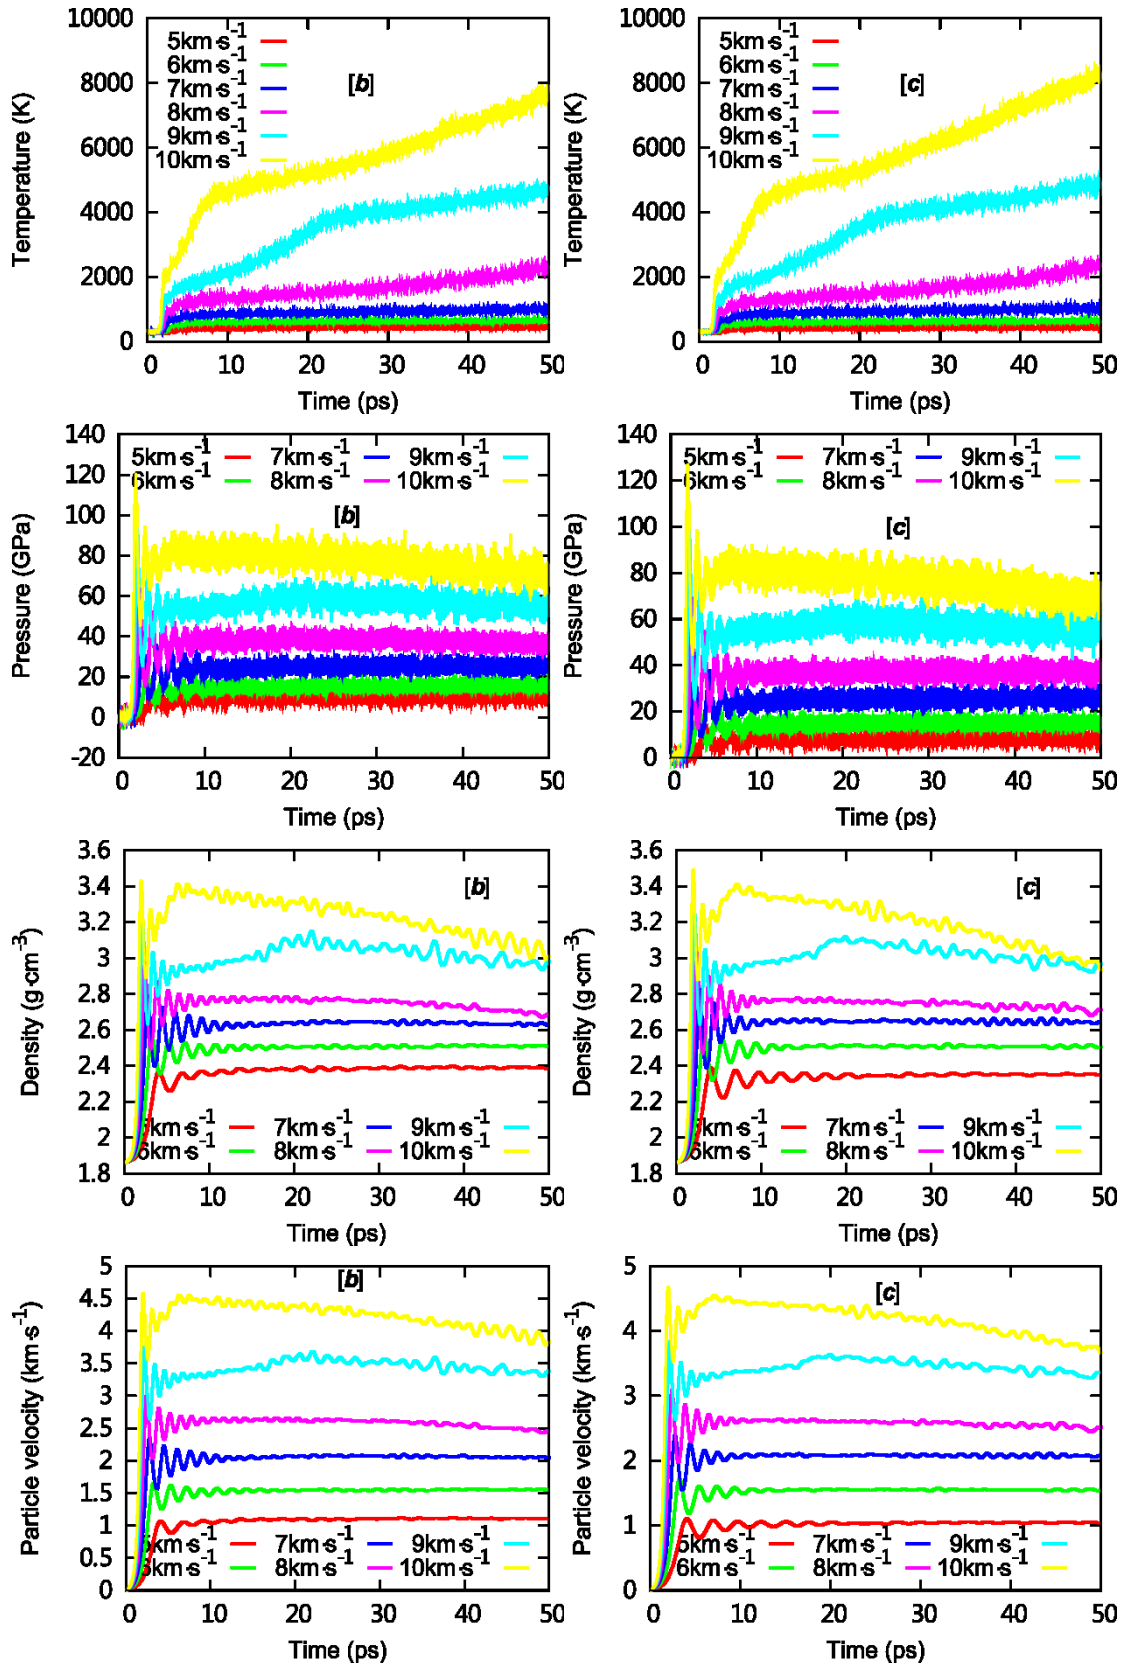 10000
8000
6000
4000
2000
0
Temperature (K)
5km·s⁻¹
6km·s⁻¹
7km·s⁻¹
8km·s⁻¹
9km·s⁻¹
10km·s⁻¹
[b]
0 10 20 30 40 50
Time (ps)
10000
8000
6000
4000
2000
0
Temperature (K)
5km·s⁻¹
6km·s⁻¹
7km·s⁻¹
8km·s⁻¹
9km·s⁻¹
10km·s⁻¹
[c]
0 10 20 30 40 50
Time (ps)
140
120
100
80
60
40
20
0
-20
Pressure (GPa)
5km·s⁻¹ 7km·s⁻¹ 9km·s⁻¹
6km·s⁻¹ 8km·s⁻¹ 10km·s⁻¹
[b]
0 10 20 30 40 50
Time (ps)
140
120
100
80
60
40
20
0
Pressure (GPa)
5km·s⁻¹ 7km·s⁻¹ 9km·s⁻¹
6km·s⁻¹ 8km·s⁻¹ 10km·s⁻¹
[c]
0 10 20 30 40 50
Time (ps)
3.6
3.4
3.2
3
2.8
2.6
2.4
2.2
2
1.8
Density (g·cm⁻³)
[b]
5km·s⁻¹ 7km·s⁻¹ 9km·s⁻¹
6km·s⁻¹ 8km·s⁻¹ 10km·s⁻¹
0 10 20 30 40 50
Time (ps)
3.6
3.4
3.2
3
2.8
2.6
2.4
2.2
2
1.8
Density (g·cm⁻³)
[c]
5km·s⁻¹ 7km·s⁻¹ 9km·s⁻¹
6km·s⁻¹ 8km·s⁻¹ 10km·s⁻¹
0 10 20 30 40 50
Time (ps)
5
4.5
4
3.5
3
2.5
2
1.5
1
0.5
0
Particle velocity (km·s⁻¹)
[b]
5km·s⁻¹ 7km·s⁻¹ 9km·s⁻¹
6km·s⁻¹ 8km·s⁻¹ 10km·s⁻¹
0 10 20 30 40 50
Time (ps)
5
4
3
2
1
0
Particle velocity (km·s⁻¹)
[c]
5km·s⁻¹ 7km·s⁻¹ 9km·s⁻¹
6km·s⁻¹ 8km·s⁻¹ 10km·s⁻¹
0 10 20 30 40 50
Time (ps)